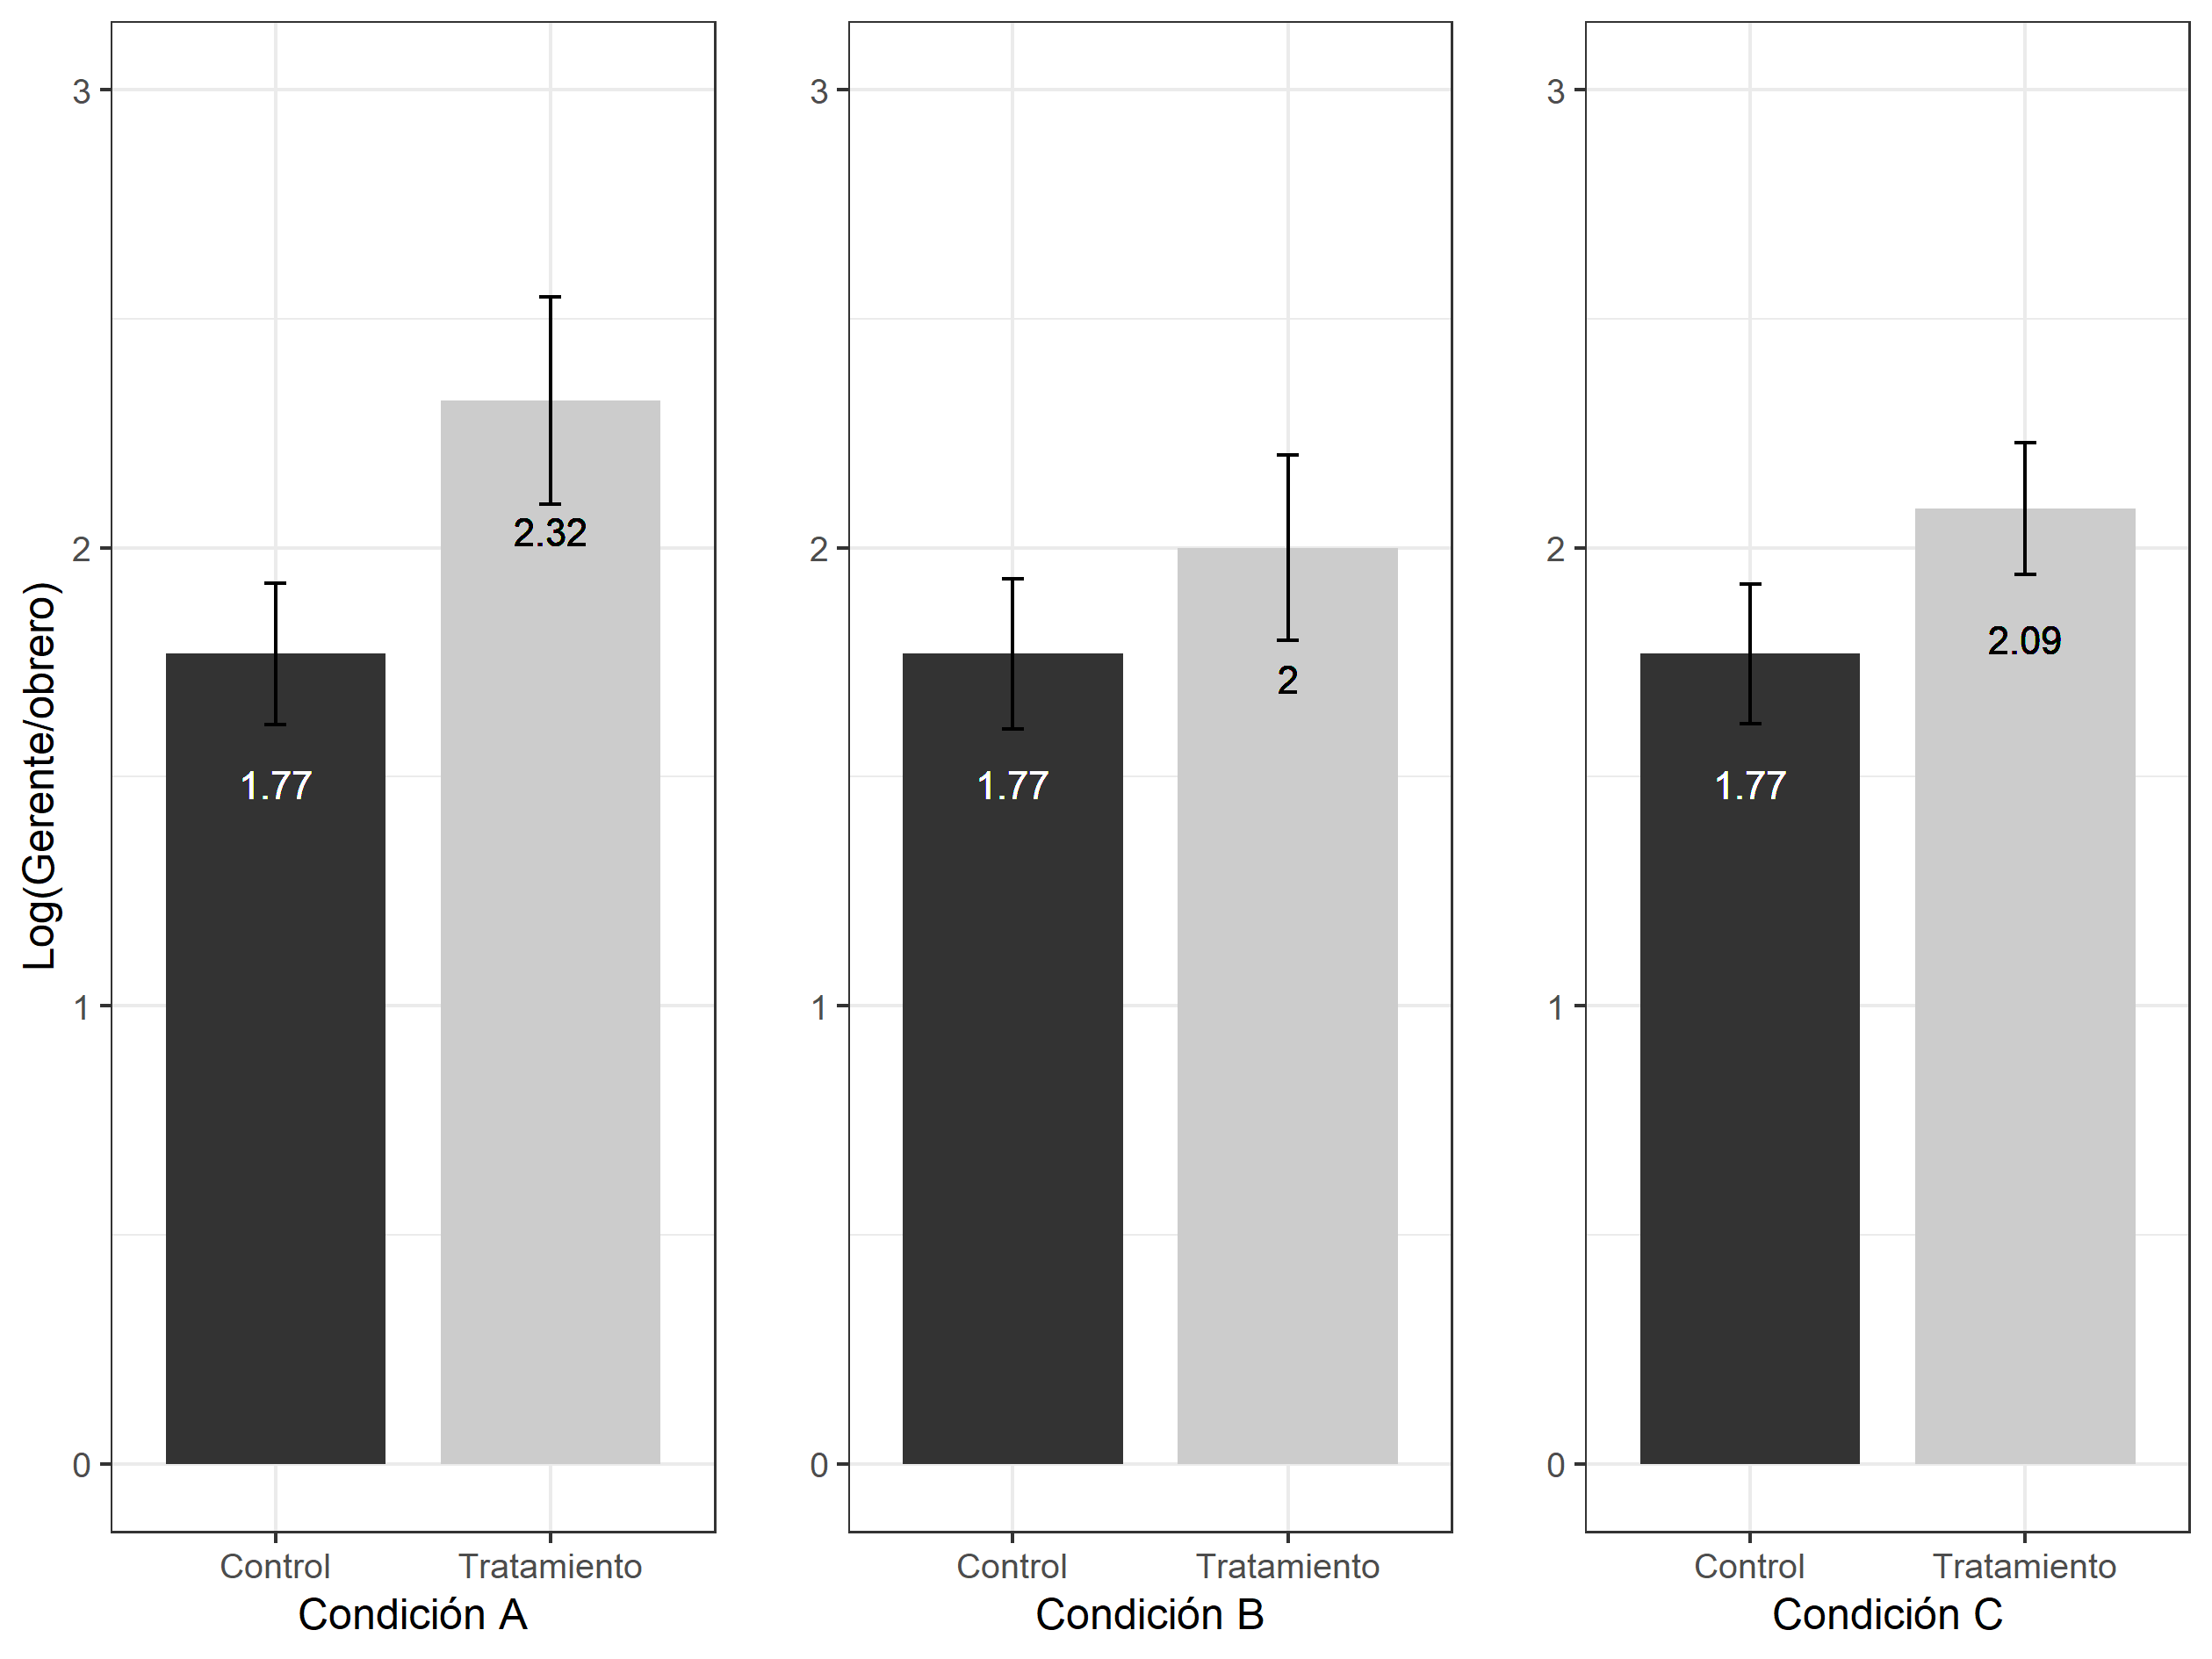 Log(Gerente/obrero)
3
2
1
0
2.32
1.77
Control Tratamiento
Condición A
3
2
1
0
2
1.77
Control Tratamiento
Condición B
3
2
1
0
2.09
1.77
Control Tratamiento
Condición C